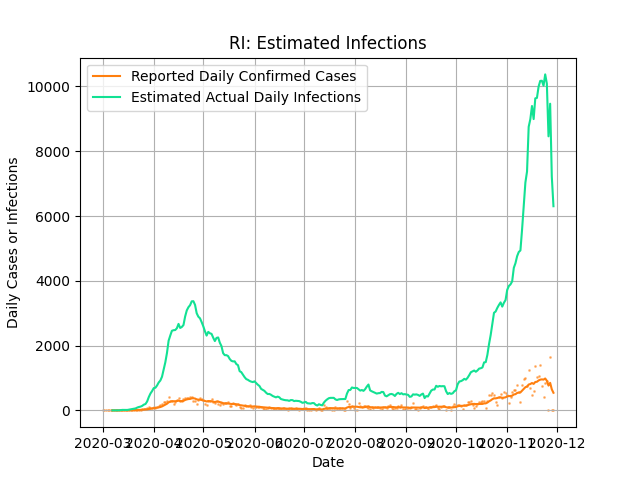 RI: Estimated Infections
Reported Daily Confirmed Cases
Estimated Actual Daily Infections
Daily Cases or Infections
10000
8000
6000
4000
2000
0
2020-03 2020-04 2020-05 2020-06 2020-07 2020-08 2020-09 2020-10 2020-11 2020-12
Date